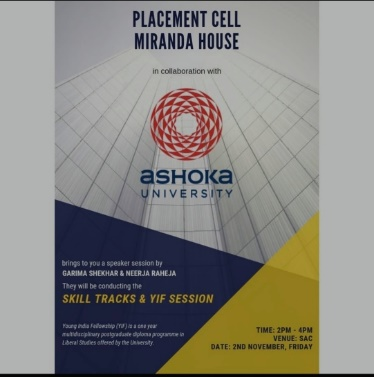 PLACEMENT CELL
MIRANDA HOUSE
in collaboration with
ASHOKA
UNIVERSITY
brings to you a speaker session by
GARIMA SHEKHAR & NEERJA RAHEJA
They will be conducting the
SKILL TRACKS & YIF SESSION
Young India Fellowship (YIF) is a one year
multidisciplinary postgraduate diploma programme in
Liberal Studies offered by the University
TIME: 2PM - 4PM
VENUE: SAC
DATE: 2ND NOVEMBER, FRIDAY